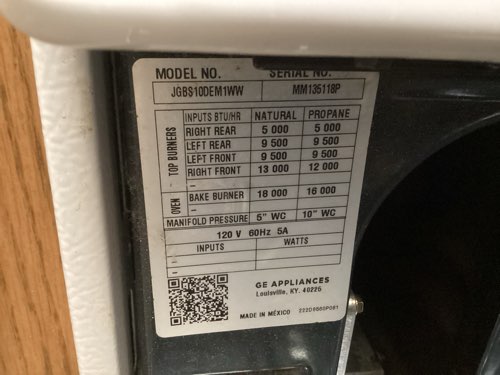 MODEL NO. SERIAL NO.
JGBS10DEM1WW MM135118P
TOP BURNERS
INPUTS BTU/HR NATURAL PROPANE
RIGHT REAR 5 000 5 000
LEFT REAR 9 500 9 500
LEFT FRONT 9 500 9 500
RIGHT FRONT 13 000 12 000
–
OVEN
BAKE BURNER 18 000 16 000
–
MANIFOLD PRESSURE 5" WC 10" WC
120 V 60Hz 5A
INPUTS WATTS
–
–
GE APPLIANCES
Louisville, KY. 40225
MADE IN MÉXICO